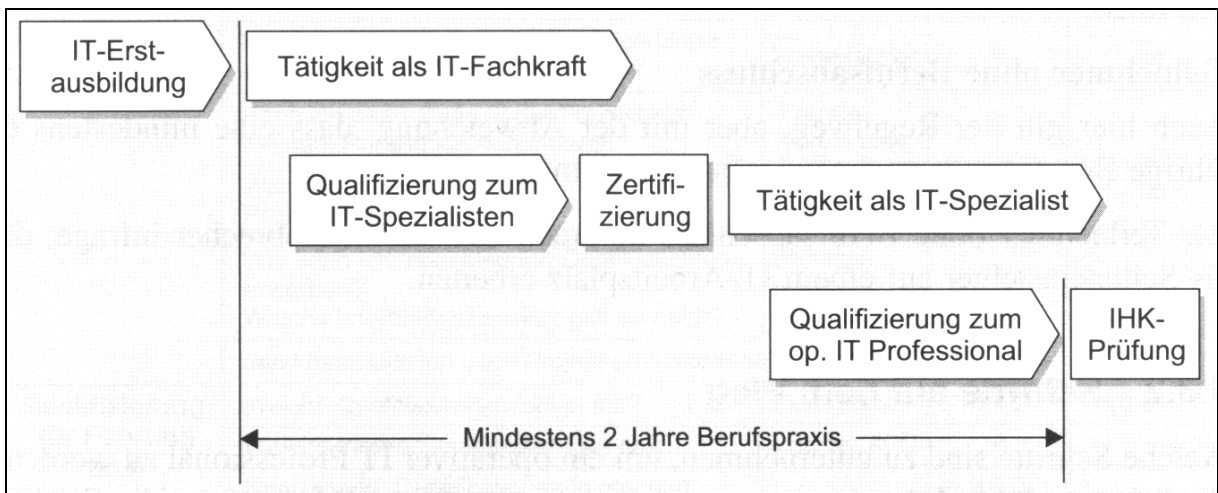 IT-Erst-
ausbildung
Tätigkeit als IT-Fachkraft
Qualifizierung zum
IT-Spezialisten
Zertifi-
zierung
Tätigkeit als IT-Spezialist
Qualifizierung zum
op. IT Professional
IHK-
Prüfung
Mindestens 2 Jahre Berufspraxis